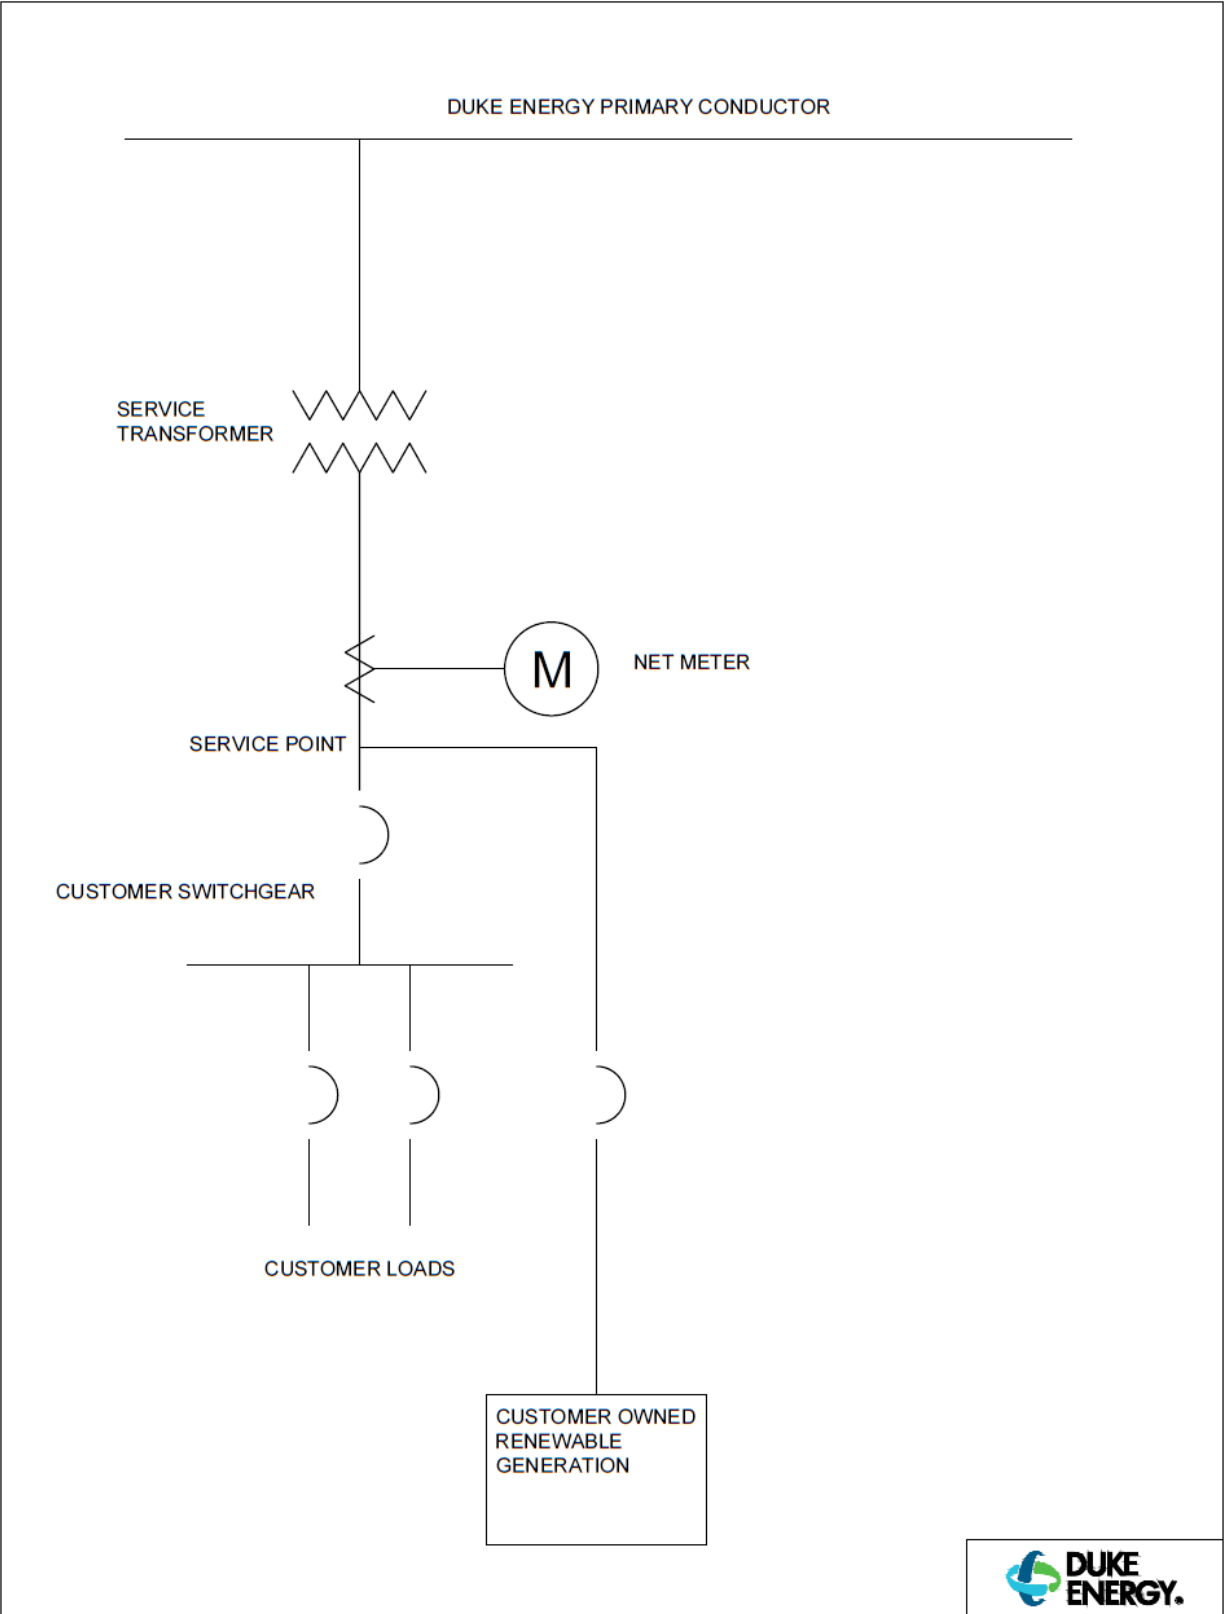 DUKE ENERGY PRIMARY CONDUCTOR
SERVICE
TRANSFORMER
M
NET METER
SERVICE POINT
CUSTOMER SWITCHGEAR
CUSTOMER LOADS
CUSTOMER OWNED
RENEWABLE
GENERATION
DUKE
ENERGY.